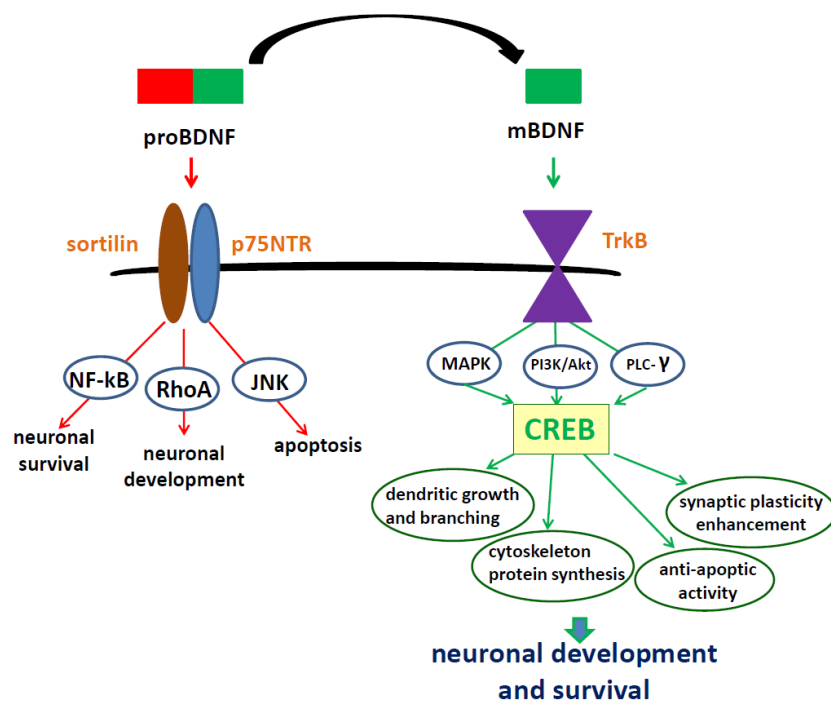 proBDNF
mBDNF
sortilin
p75NTR
TrkB
NF-kB
RhoA
JNK
MAPK
PI3K/Akt
PLC-γ
neuronal
survival
neuronal
development
apoptosis
CREB
dendritic growth
and branching
cytoskeleton
protein synthesis
anti-apoptic
activity
synaptic plasticity
enhancement
neuronal development
and survival